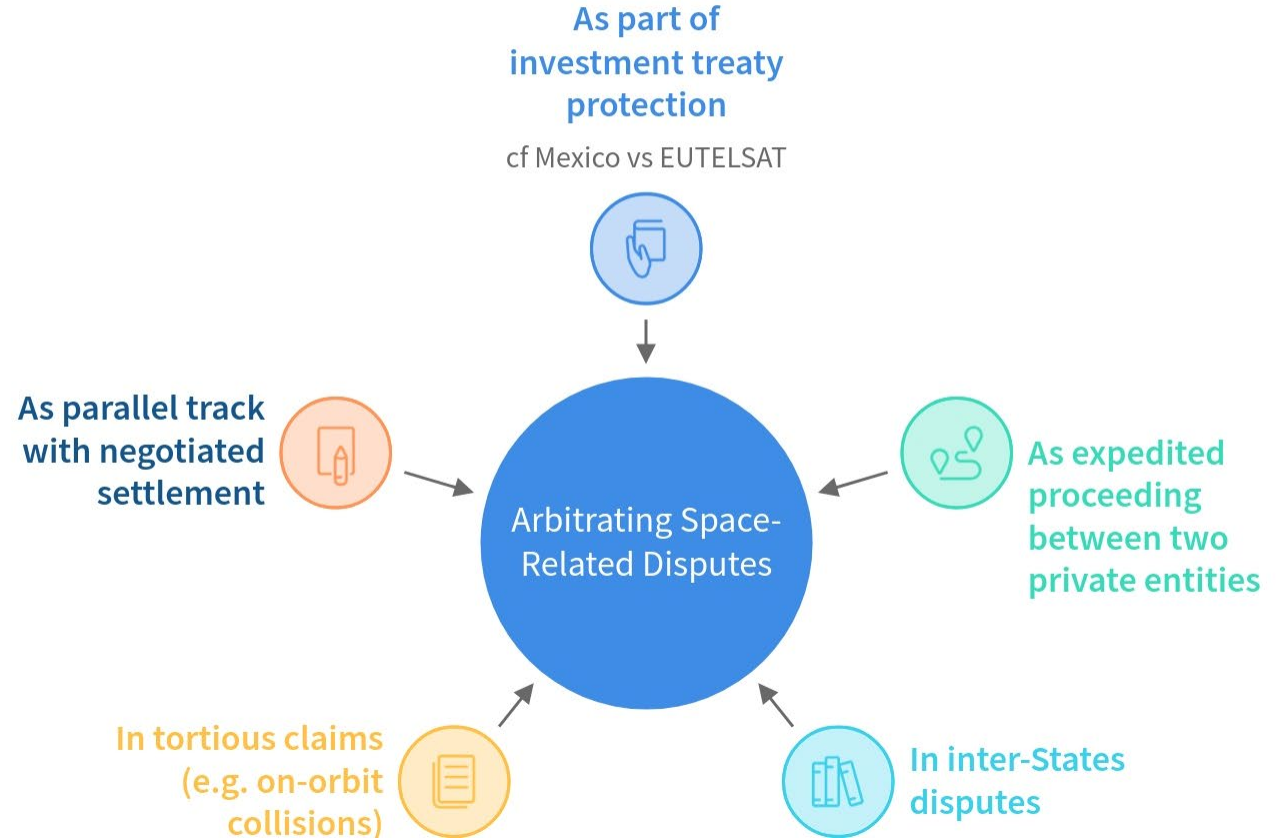 As part of
investment treaty
protection
cf Mexico vs EUTELSAT
As parallel track
with negotiated
settlement
As expedited
proceeding
between two
private entities
Arbitrating Space-
Related Disputes
In tortious claims
(e.g. on-orbit
collisions)
In inter-States
disputes